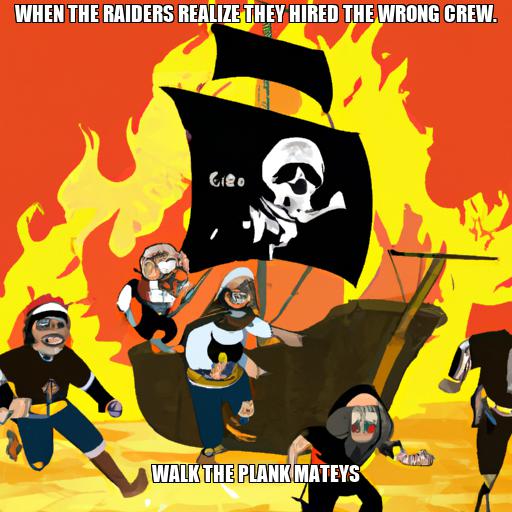 WHEN THE RAIDERS REALIZE THEY HIRED THE WRONG CREW.
WALK THE PLANK MATEYS